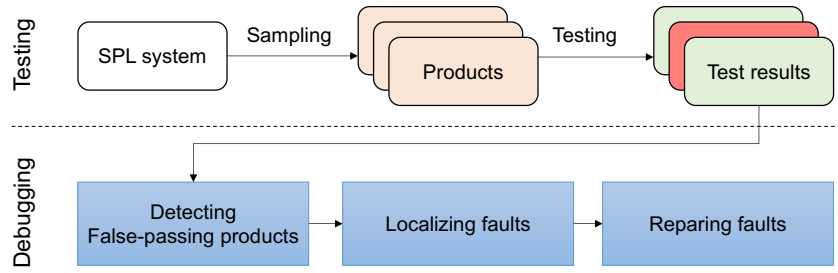 Testing
SPL system
Sampling
Products
Testing
Test results
Debugging
Detecting
False-passing products
Localizing faults
Reparing faults